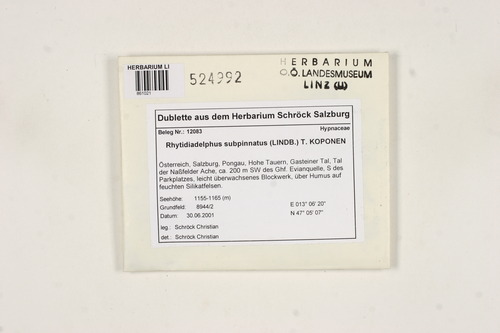 HERBARIUM LI
524992
HERBARIUM
O.Ö. LANDESMUSEUM
LINZ (LI)
Dublette aus dem Herbarium Schröck Salzburg
Beleg Nr.: 12083 Hypnaceae
Rhytidiadelphus subpinnatus (LINDB.) T. KOPONEN
Österreich, Salzburg, Pongau, Hohe Tauern, Gasteiner Tal, Tal
der Naßfelder Ache, ca. 200 m SW des Ghf. Evianquelle, S des
Parkplatzes, leicht überwachsenes Blockwerk, über Humus auf
feuchten Silikatfelsen.
Seehöhe: 1155-1165 (m)
Grundfeld: 8944/2 E 013° 06' 20"
Datum 30.06.2001 N 47° 05' 07"
leg.: Schröck Christian
det.: Schröck Christian